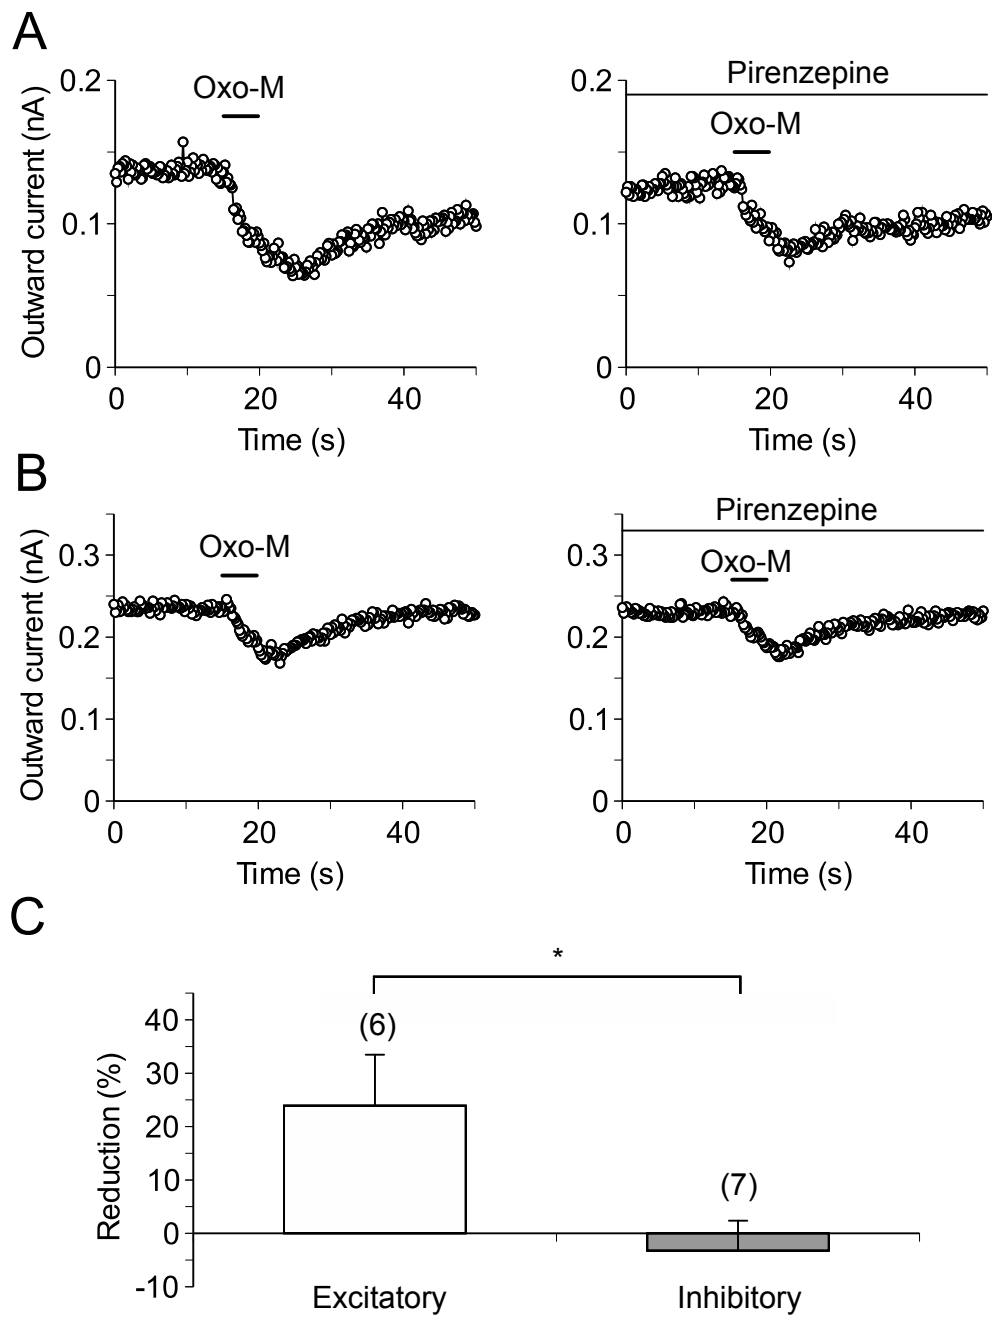 A
Outward current (nA)
0.2
0.1
0
Oxo-M
0 20 40
Time (s)
0.2
0.1
0
Pirenzepine
Oxo-M
0 20 40
Time (s)
B
Outward current (nA)
0.3
0.2
0.1
0
Oxo-M
0 20 40
Time (s)
0.3
0.2
0.1
0
Pirenzepine
Oxo-M
0 20 40
Time (s)
C
Reduction (%)
40
30
20
10
0
-10
*
(6)
(7)
Excitatory Inhibitory